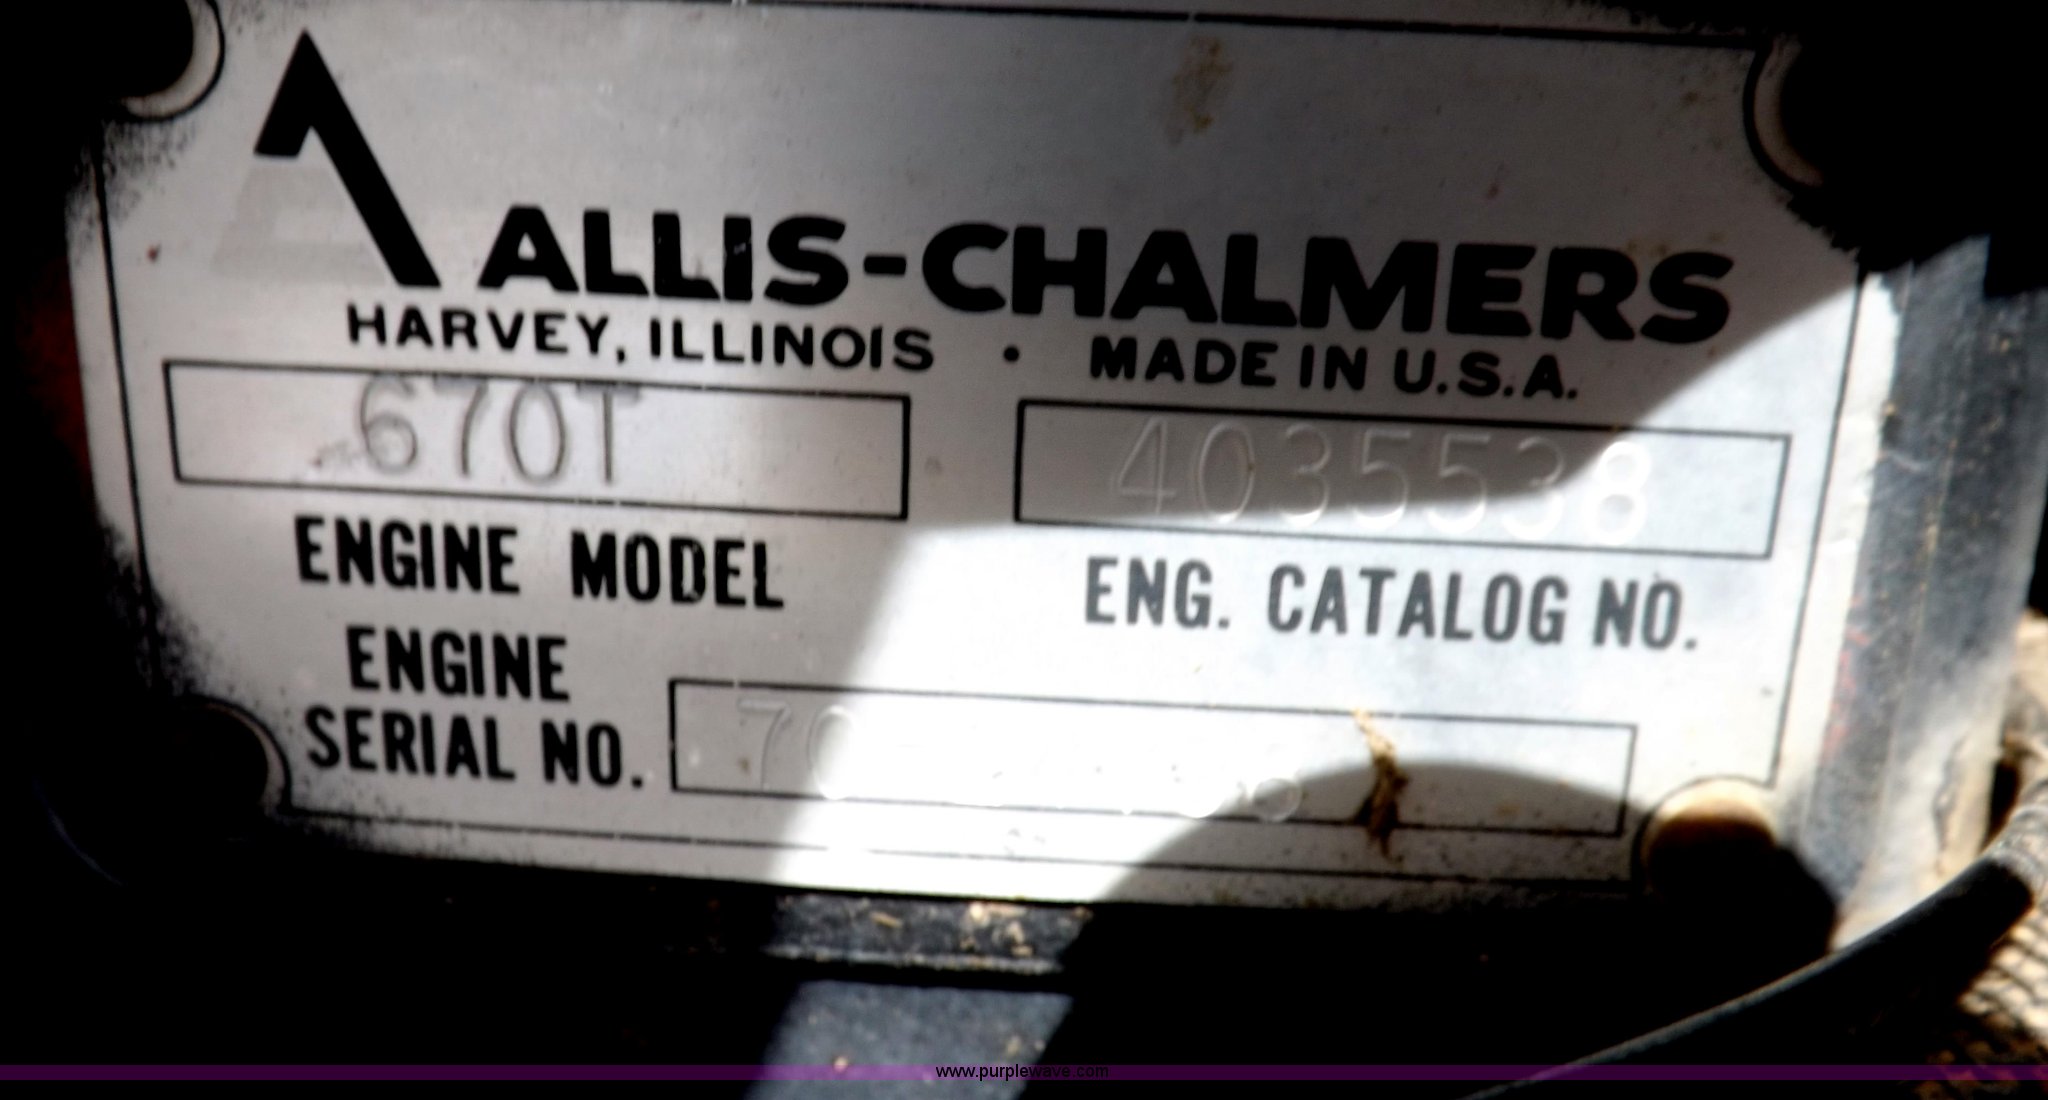 ALLIS-CHALMERS
HARVEY, ILLINOIS • MADE IN U.S.A.
670T 4035538
ENGINE MODEL ENG. CATALOG NO.
ENGINE
SERIAL NO.
www.purplewave.com